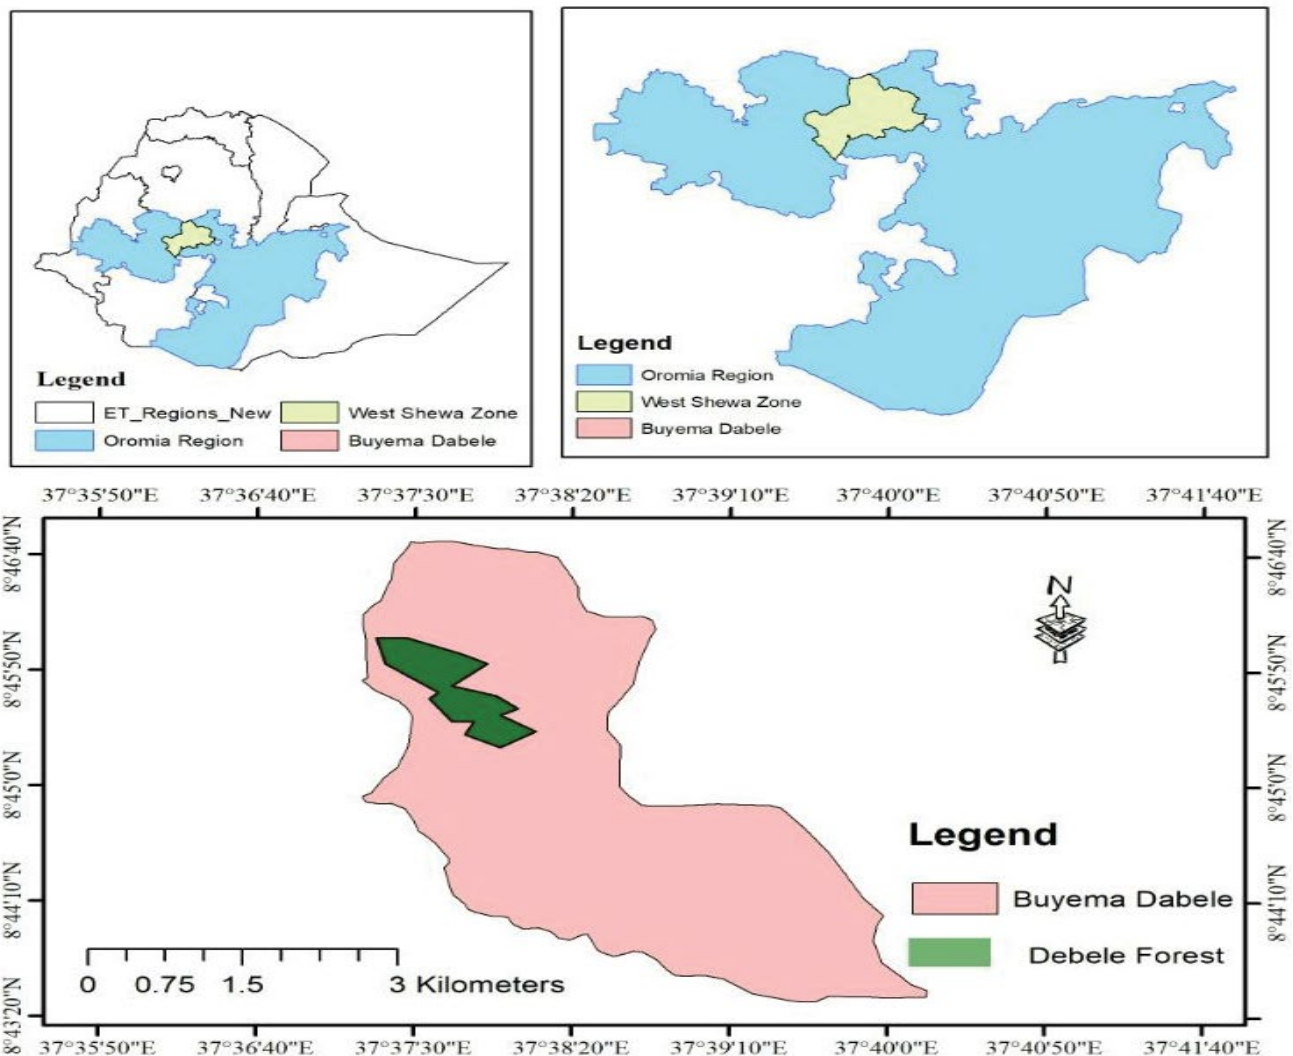 Legend
ET_Regions_New
West Shewa Zone
Oromia Region
Buyema Dabele
Legend
Oromia Region
West Shewa Zone
Buyema Dabele
37°35'50"E 37°36'40"E 37°37'30"E 37°38'20"E 37°39'10"E 37°40'0"E 37°40'50"E 37°41'40"E
8°46'40"N
8°45'50"N
8°45'0"N
8°44'10"N
8°43'20"N
N
8°46'40"N
8°45'50"N
8°45'0"N
8°44'10"N
Legend
Buyema Dabele
Debele Forest
0 0.75 1.5 3 Kilometers
37°35'50"E 37°36'40"E 37°37'30"E 37°38'20"E 37°39'10"E 37°40'0"E 37°40'50"E 37°41'40"E